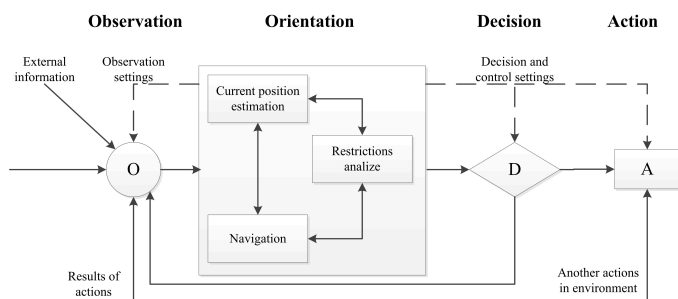 Observation
Orientation
Decision
Action
External
information
Observation
settings
Decision and
control settings
Current position
estimation
Restrictions
analize
Navigation
O
D
A
Results of
actions
Another actions
in environment